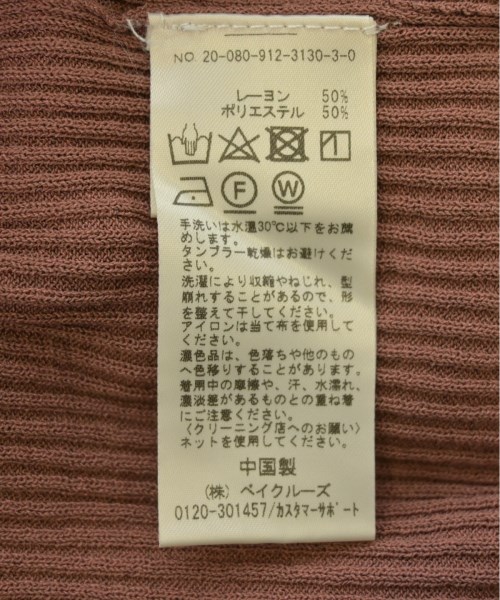 NO 20-080-912-3130-3-0
レーヨン 50%
ポリエステル 50%
F W
手洗いは水温30℃以下をお薦
めします。
タンブラー乾燥はお避けくださ
い。
洗濯により収縮やねじれ、型
崩れすることがあるので、形
を整えて干してください。
アイロンは当て布を使用して
ください。
濃色品は、色落ちや他のもの
へ色移りすることがあります。
着用中の摩擦や、汗、水濡れ、
濃淡差があるものとの重ね着
にご注意ください。
〈クリーニング店へのお願い〉
ネットを使用してください。
中国製
(株) ベイクルーズ
0120-301457/カスタマーサポート